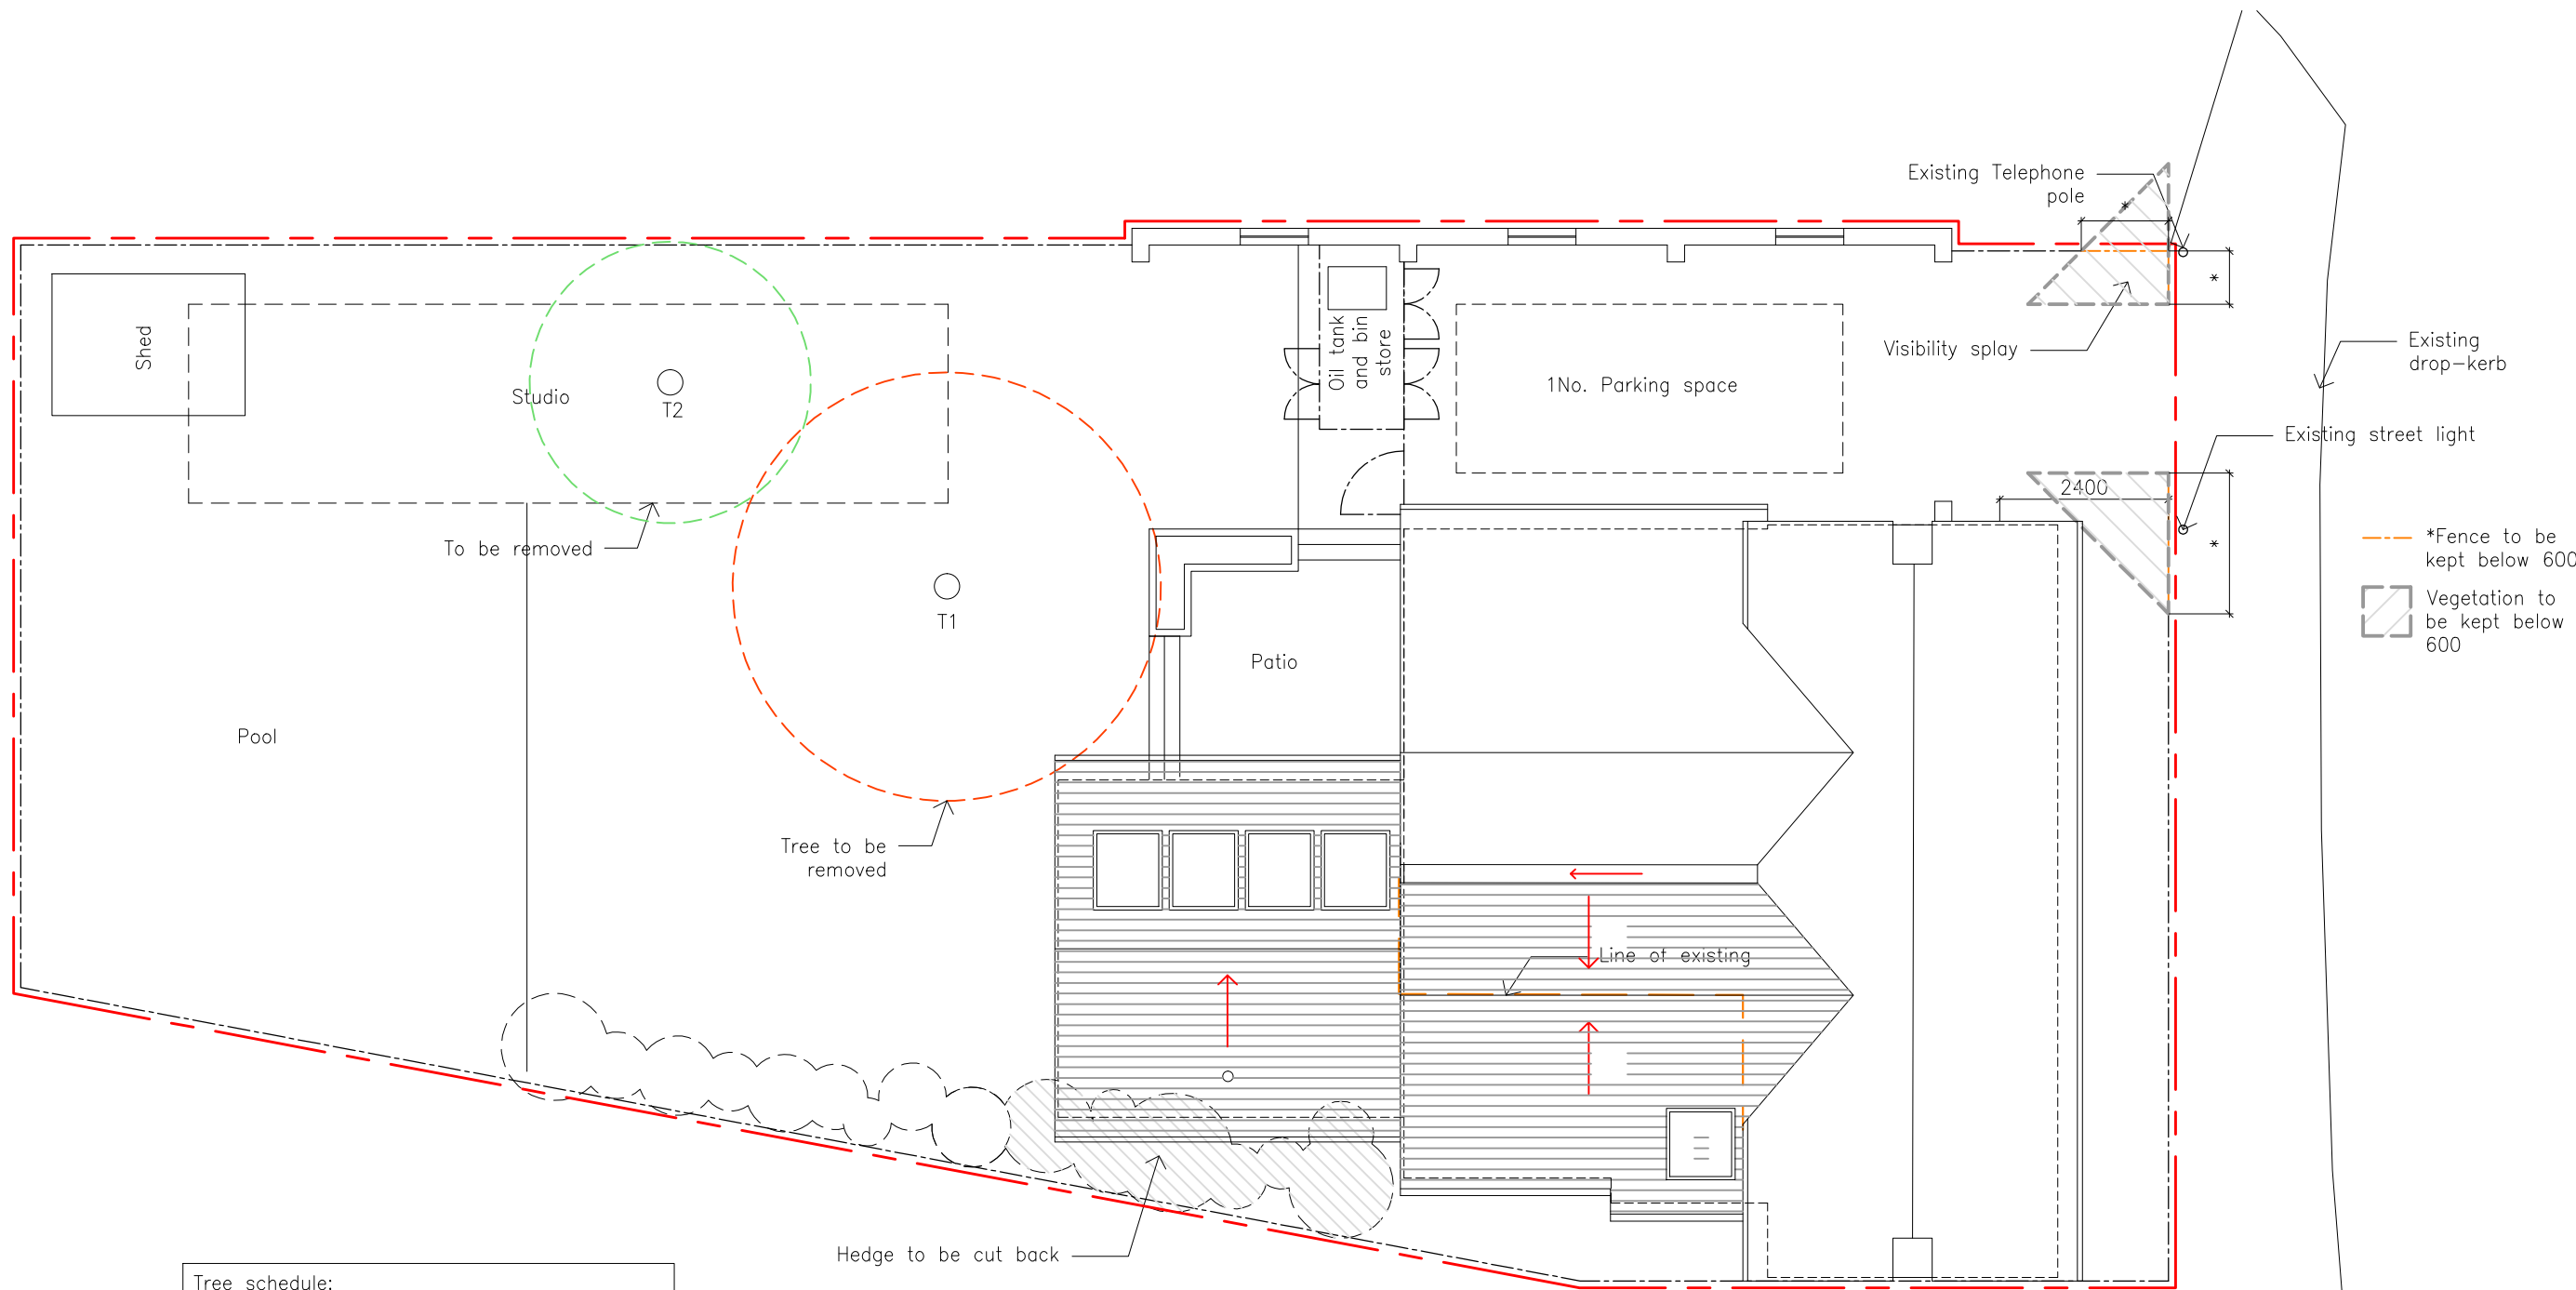 Existing Telephone
pole
*
*
Visibility splay
Existing
drop-kerb
Shed
Studio
T2
Oil tank
and bin
store
1No. Parking space
Existing street light
2400
*
To be removed
*Fence to be
kept below 600
Vegetation to
be kept below
600
T1
Patio
Pool
Tree to be
removed
Line of existing
Hedge to be cut back
Tree schedule: